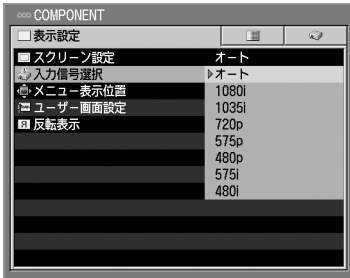 COMPONENT
表示設定
スクリーン設定 オート
入力信号選択 オート
メニュー表示位置 1080i
ユーザー画面設定 1035i
反転表示 720p
575p
480p
575i
480i